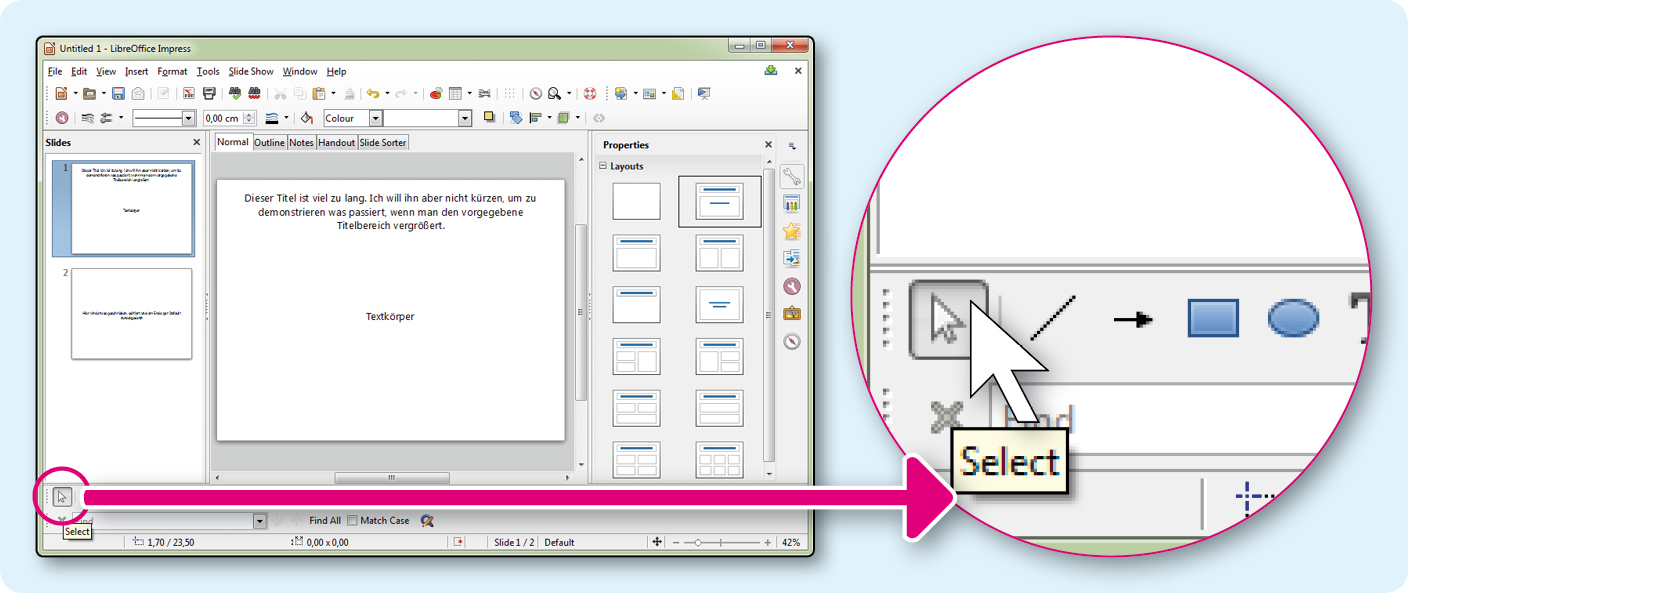 Untitled 1 - LibreOffice Impress
File Edit View Insert Format Tools Slide Show Window Help
0,00 cm
Colour
Slides
Normal Outline Notes Handout Slide Sorter
Properties
Layouts
1
Dieser Titel ist viel zu lang. Ich will ihn aber nicht kürzen, um zu
demonstrieren was passiert, wenn man den vorgegebene
Titelbereich vergrößert.
Textkörper
2
Dieser Titel ist viel zu lang. Ich will ihn aber nicht kürzen, um zu
demonstrieren was passiert, wenn man den vorgegebene
Titelbereich vergrößert.
Textkörper
Find All Match Case
Select
1,70 / 23,50 0,00 x 0,00 Slide 1 / 2 Default 42%
Find
Select